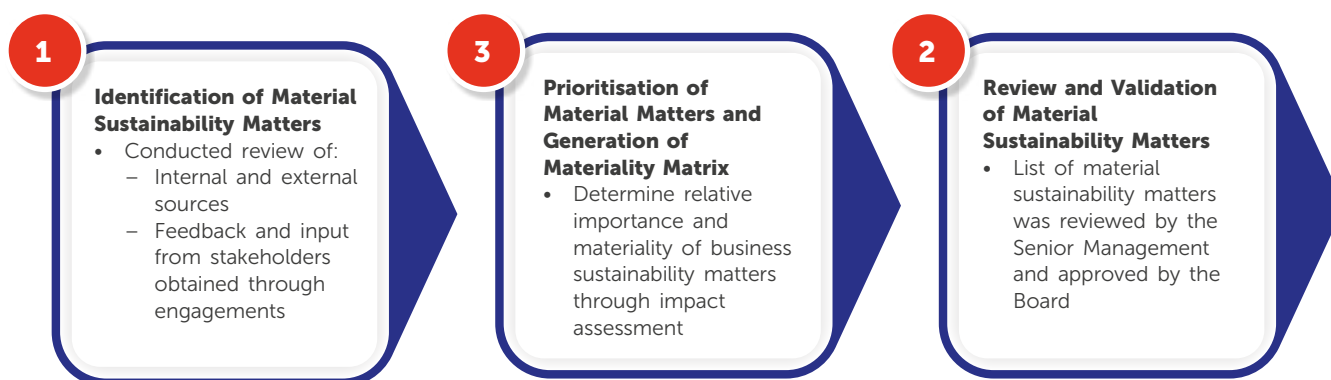 1
Identification of Material
Sustainability Matters
• Conducted review of:
– Internal and external
sources
– Feedback and input
from stakeholders
obtained through
engagements
3
Prioritisation of
Material Matters and
Generation of
Materiality Matrix
• Determine relative
importance and
materiality of business
sustainability matters
through impact
assessment
2
Review and Validation
of Material
Sustainability Matters
• List of material
sustainability matters
was reviewed by the
Senior Management
and approved by the
Board